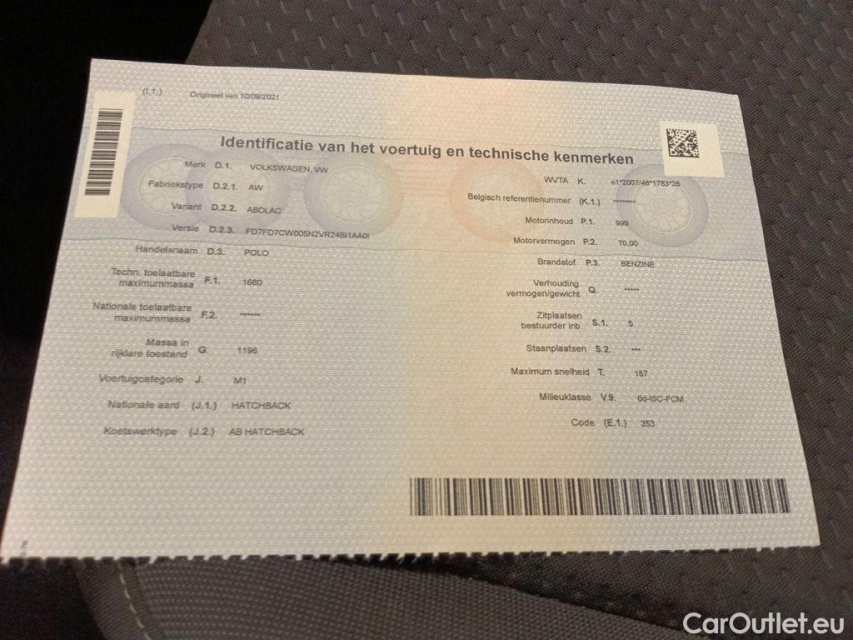 (I.1.) Origineel van 10/09/2021
Identificatie van het voertuig en technische kenmerken
Merk D.1. VOLKSWAGEN, VW
Fabriekstype D.2.1. AW
Variant D.2.2. ABDLAC
Versie D.2.3.
Handelsnaam D.3. POLO
Techn. toelaatbare
maximummassa F.1. 1660
Nationale toelaatbare
maximummassa F.2. ------
Massa in
rijklare toestand G. 1196
Voertuigcategorie J. M1
Nationale aard (J.1.) HATCHBACK
Koetswerktype (J.2.) AB HATCHBACK
WVTA K. e1*2007/46*1783*26
Belgisch referentienummer (K.1.) --------
Motorinhoud P.1. 999
Motorvermogen P.2. 70,00
Brandstof P.3. BENZINE
Verhouding
vermogen/gewicht Q. -----
Zitplaatsen
bestuurder inb. S.1. 5
Staanplaatsen S.2. ---
Maximum snelheid T. 187
Milieuklasse V.9. 6d-ISC-FCM
Code (E.1.) 353
CarOutlet.eu